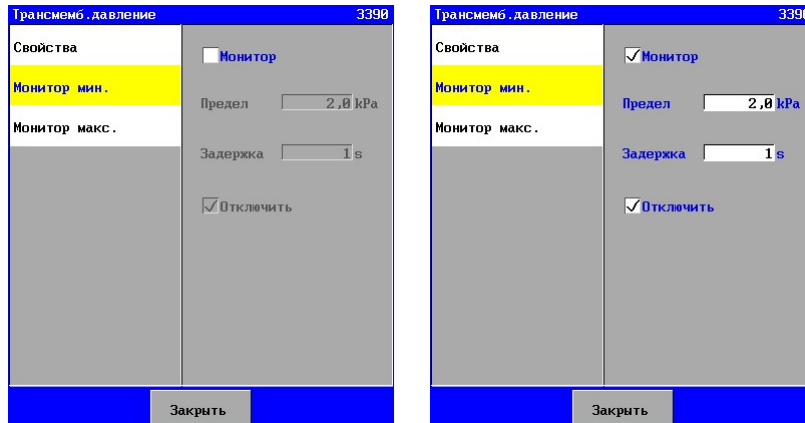 Трансмемб.давление 3390
Свойства
Монитор мин.
Монитор макс.
Монитор
Предел 2,0 kPa
Задержка 1 s
Отключить
Закрыть
Трансмемб.давление 339
Свойства
Монитор мин.
Монитор макс.
Монитор
Предел 2,0 kPa
Задержка 1 s
Отключить
Закрыть